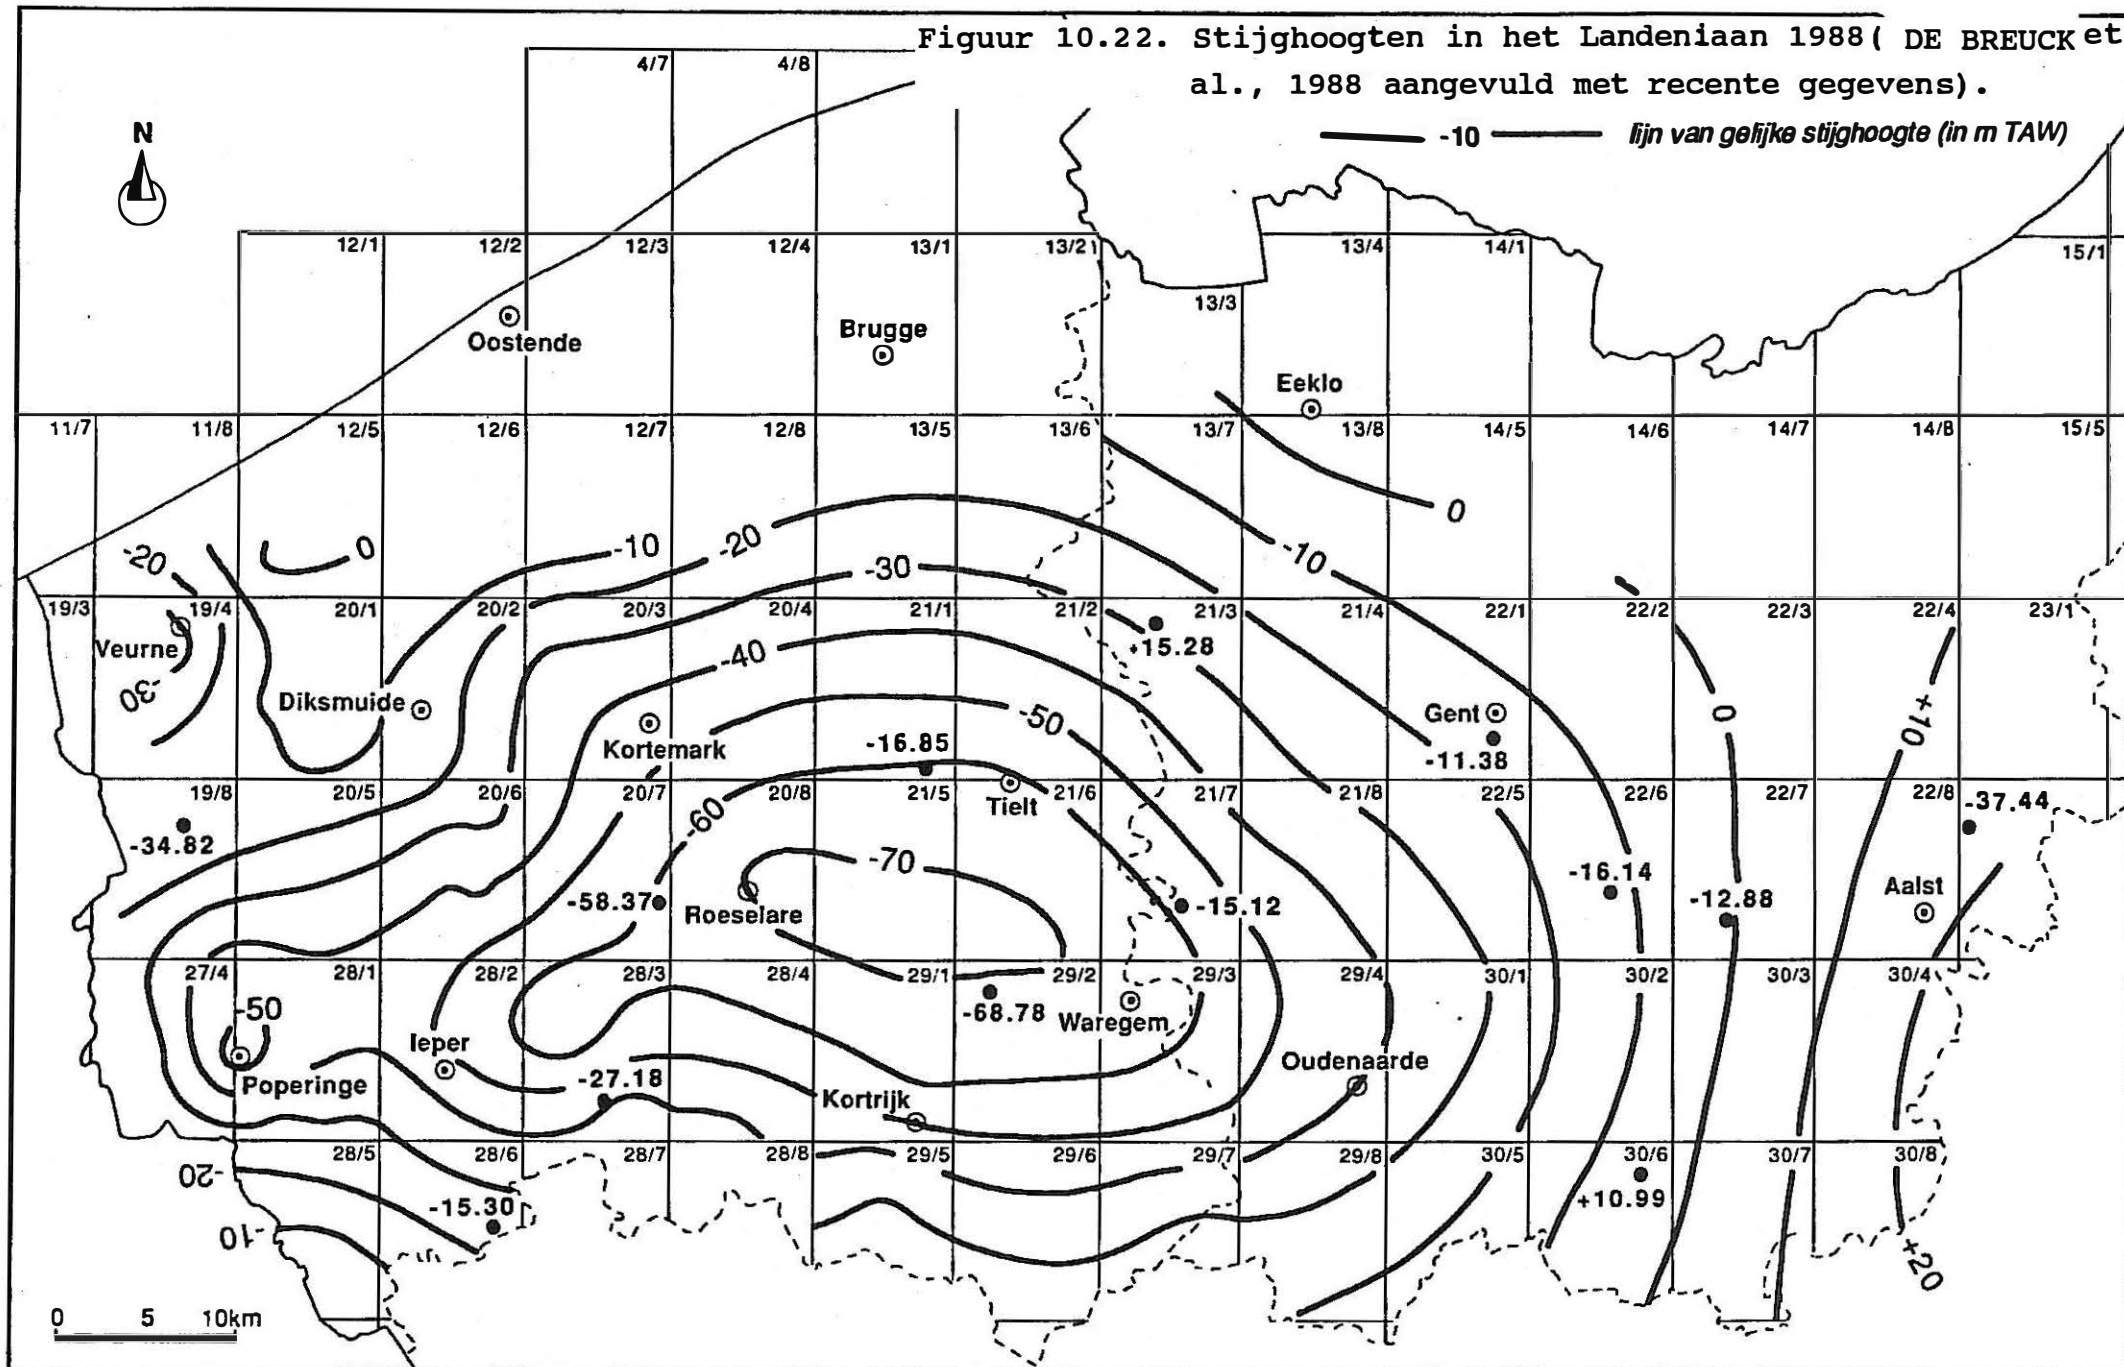 Figuur 10.22. Stijghoogten in het Landeniaan 1988( DE BREUCK et
al., 1988 aangevuld met recente gegevens).
-10 lijn van gelijke stijghoogte (in m TAW)
N
4/7 4/8
12/1 12/2 12/3 12/4 13/1 13/2 13/4 14/1 15/1
13/3
Oostende
Brugge
Eeklo
11/7 11/8 12/5 12/6 12/7 12/8 13/5 13/6 13/7 13/8 14/5 14/6 14/7 14/8 15/5
0
-20 0 -10 -20 -30 -10
19/3 19/4 20/1 20/2 20/3 20/4 21/1 21/2 21/3 21/4 22/1 22/2 22/3 22/4 23/1
Veurne
+15.28
-40
-30
Diksmuide
-50
Gent
0
+10
Kortemark
-16.85
-11.38
19/8 20/5 20/6 20/7 20/8 21/5 21/6 21/7 21/8 22/5 22/6 22/7 22/8
-37.44
Tielt
-60
-34.82
-70
-16.14
Aalst
-58.37
Roeselare
-15.12
-12.88
27/4 28/1 28/2 28/3 28/4 29/1 29/2 29/3 29/4 30/1 30/2 30/3 30/4
-50
-68.78
Waregem
Ieper
Oudenaarde
Poperinge
-27.18
Kortrijk
28/5 28/6 28/7 28/8 29/5 29/6 29/7 29/8 30/5 30/6 30/7 30/8
-20
-15.30
+10.99
-10
+20
0 5 10km